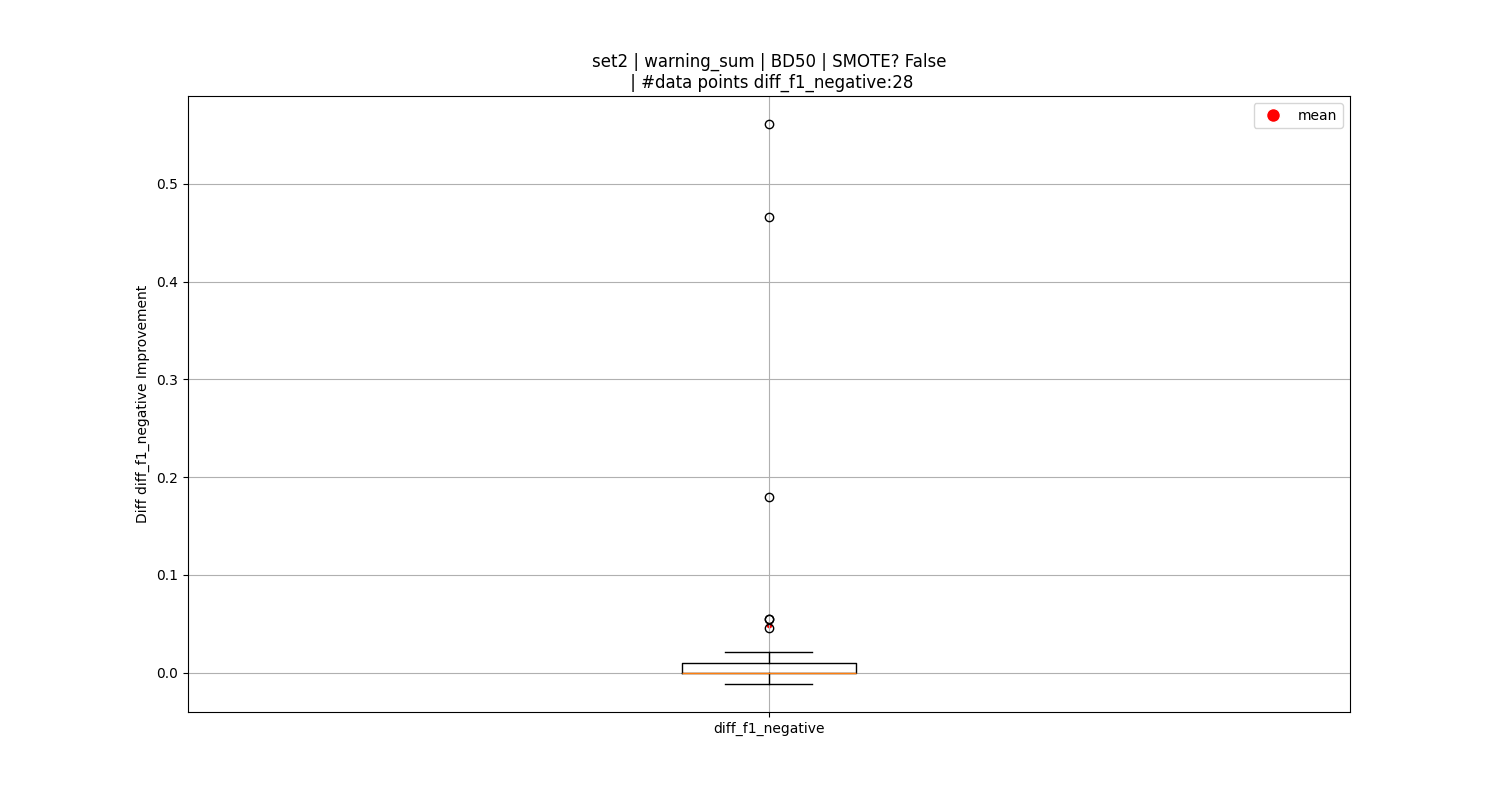 set2 | warning_sum | BD50 | SMOTE? False
| #data points diff_f1_negative:28
mean
0.5
0.4
0.3
0.2
0.1
0.0
Diff diff_f1_negative Improvement
diff_f1_negative